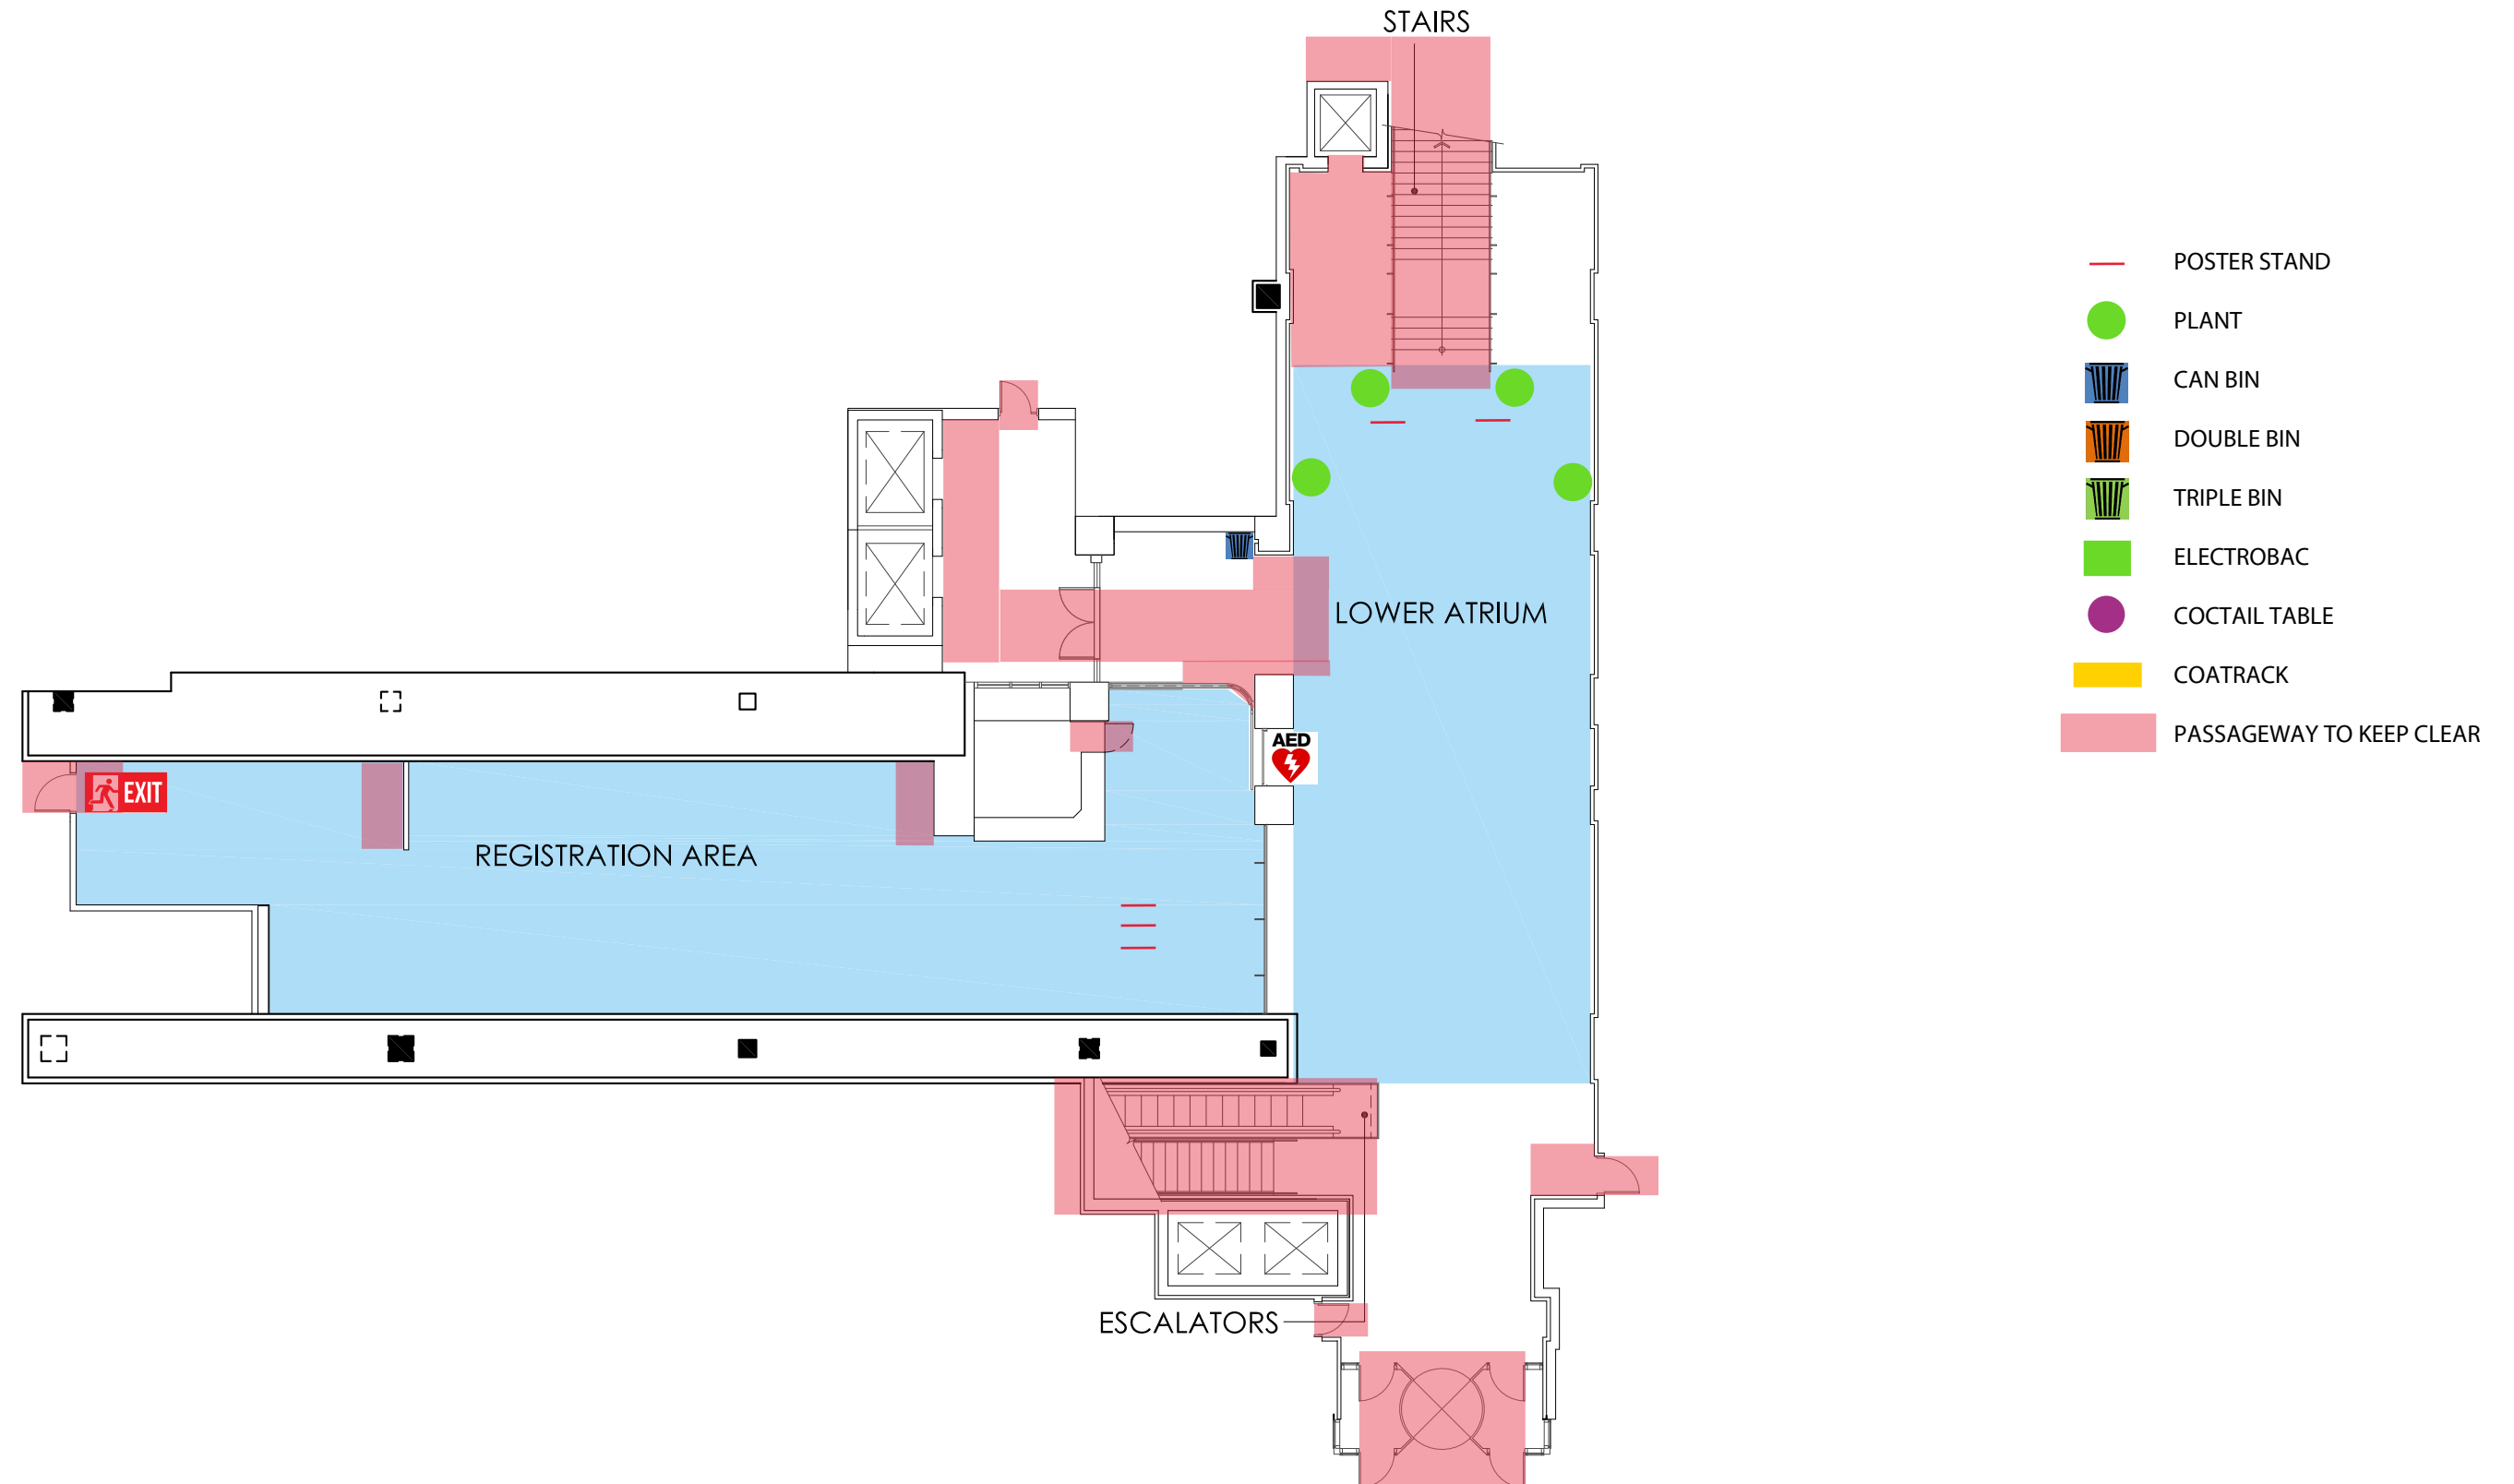 STAIRS
POSTER STAND
PLANT
CAN BIN
DOUBLE BIN
TRIPLE BIN
ELECTROBAC
LOWER ATRIUM
COCTAIL TABLE
COATRACK
PASSAGEWAY TO KEEP CLEAR
AED
EXIT
REGISTRATION AREA
ESCALATORS